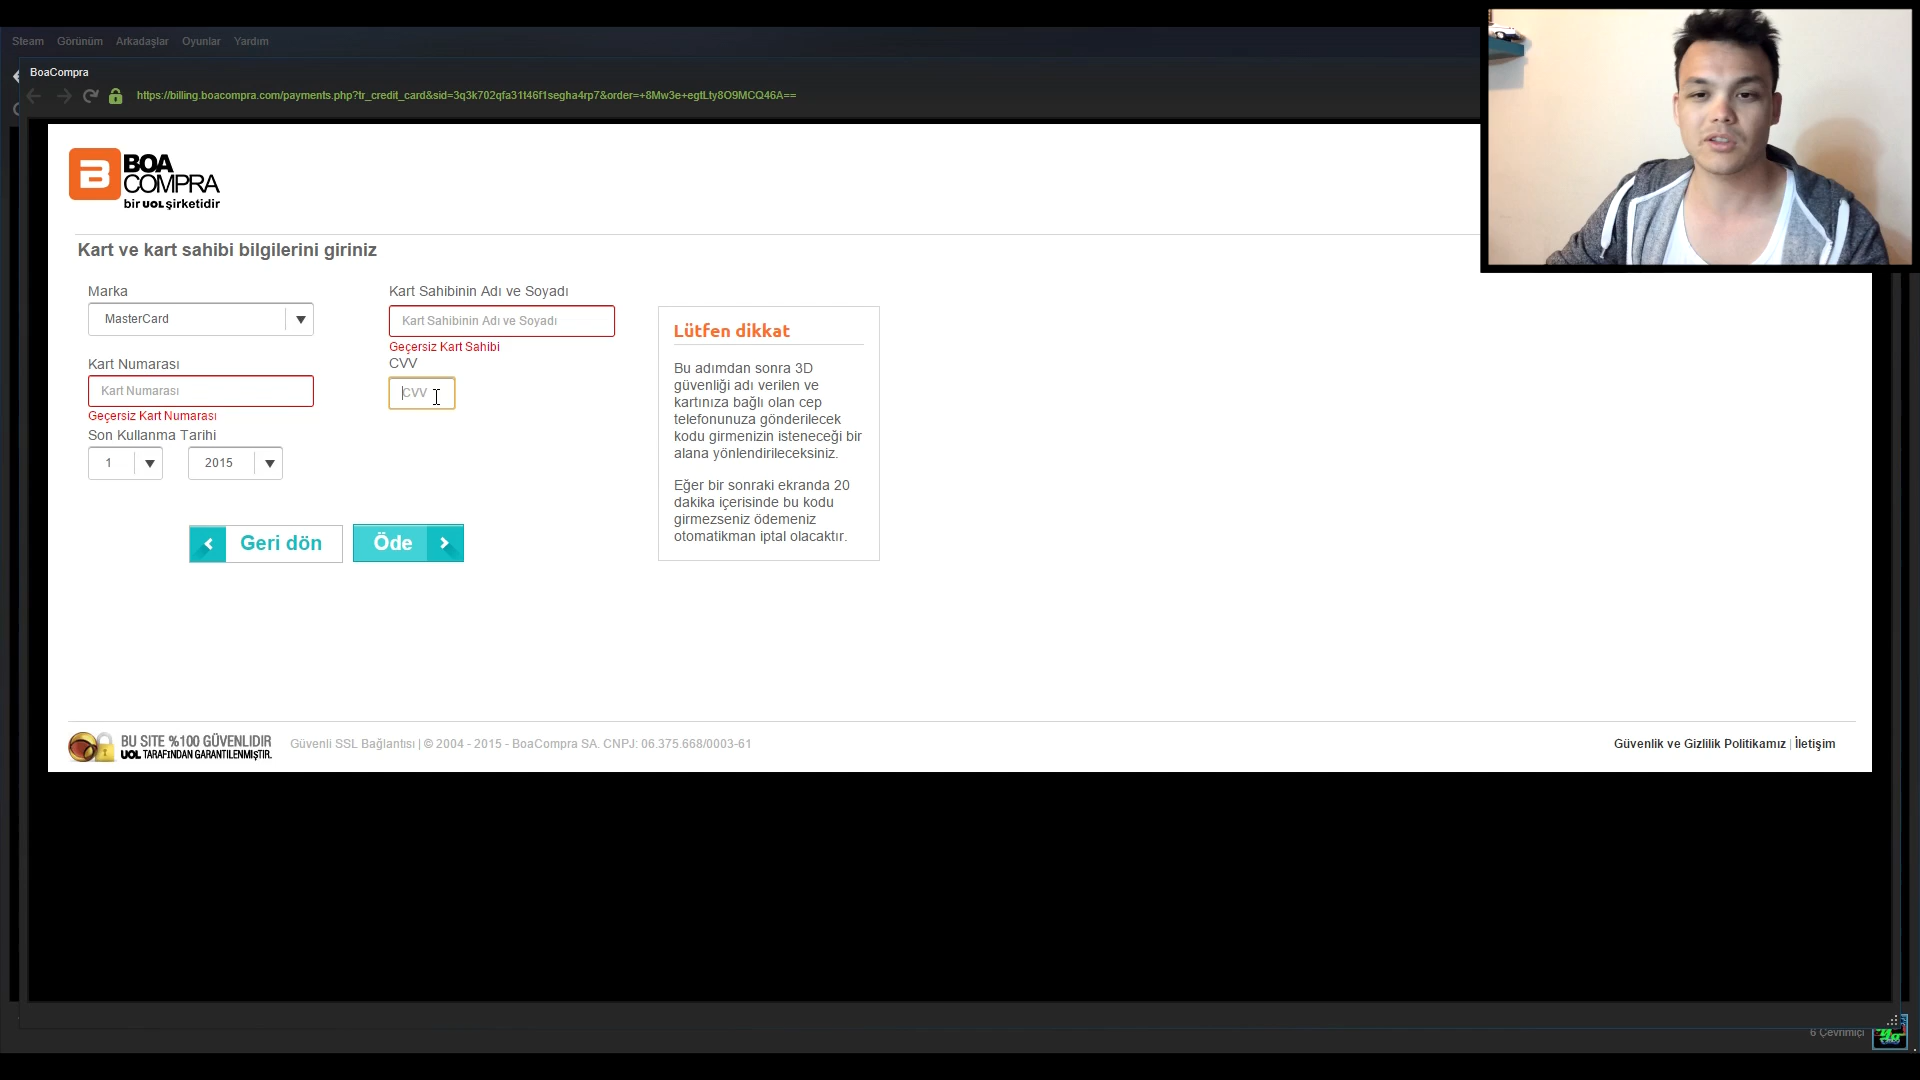 Steam Görünüm Arkadaşlar Oyunlar Yardım
BoaCompra
https://billing.boacompra.com/payments.php?tr_credit_card&sid=3q3k702qfa31t46f1segha4rp7&order=+8Mw3e+egtLty8O9MCQ46A==
B BOA
COMPRA
bir UOL şirketidir
Kart ve kart sahibi bilgilerini giriniz
Marka
MasterCard
Kart Sahibinin Adı ve Soyadı
Kart Sahibinin Adı ve Soyadı
Geçersiz Kart Sahibi
Kart Numarası
Kart Numarası
Geçersiz Kart Numarası
CVV
CVV
Son Kullanma Tarihi
1 2015
Geri dön Öde
Lütfen dikkat
Bu adımdan sonra 3D
güvenliği adı verilen ve
kartınıza bağlı olan cep
telefonunuza gönderilecek
kodu girmenizin isteneceği bir
alana yönlendirileceksiniz.
Eğer bir sonraki ekranda 20
dakika içerisinde bu kodu
girmezseniz ödemeniz
otomatikman iptal olacaktır.
BU SITE %100 GÜVENLIDIR
UOL TARAFINDAN GARANTILENMIŞTIR.
Güvenli SSL Bağlantısı | © 2004 - 2015 - BoaCompra SA. CNPJ: 06.375.668/0003-61
Güvenlik ve Gizlilik Politikamız | İletişim
6 Çevrimiçi